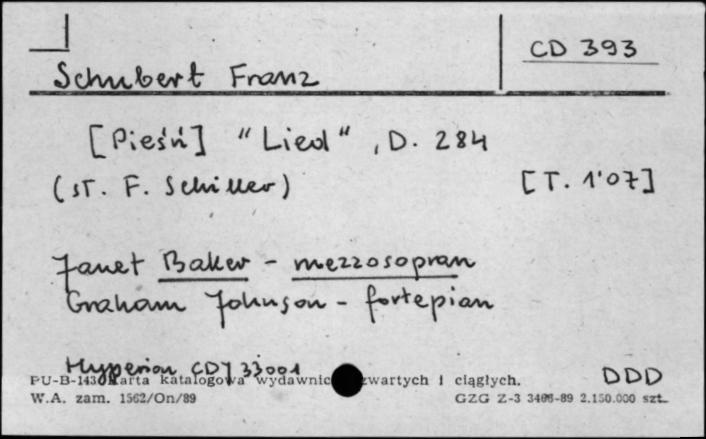 CD 393
Schubert Franz
[Pieśń] "Lied", D. 284
(sł. F. Schiller) [T. 1'07]
Janet Baker - mezzosopran
Graham Johnson - fortepian
Hyperion CDJ 33001 DDD
PU-B-143 Karta katalogowa wydawnic zwartych i ciągłych.
W.A. zam. 1562/On/89 GZG Z-3 3406-89 2.150.000 szt.